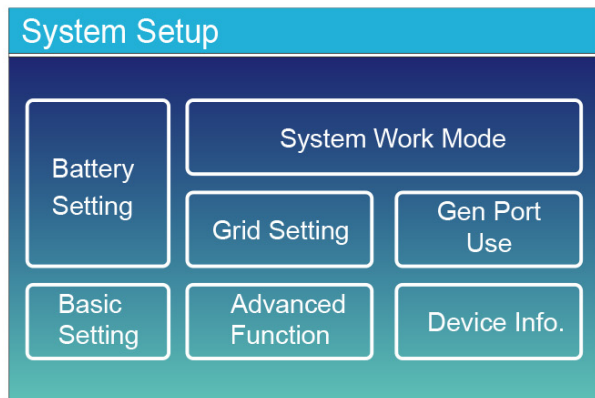 System Setup
Battery
Setting
System Work Mode
Grid Setting
Gen Port
Use
Basic
Setting
Advanced
Function
Device Info.